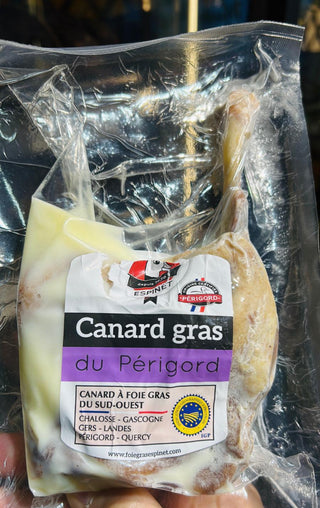 depuis
ESPINET
PÉRIGORD
Canard gras
du Périgord
CANARD À FOIE GRAS
DU SUD-OUEST
CHALOSSE - GASCOGNE
GERS - LANDES
PÉRIGORD - QUERCY
IGP
www.foiegrasespinet.com